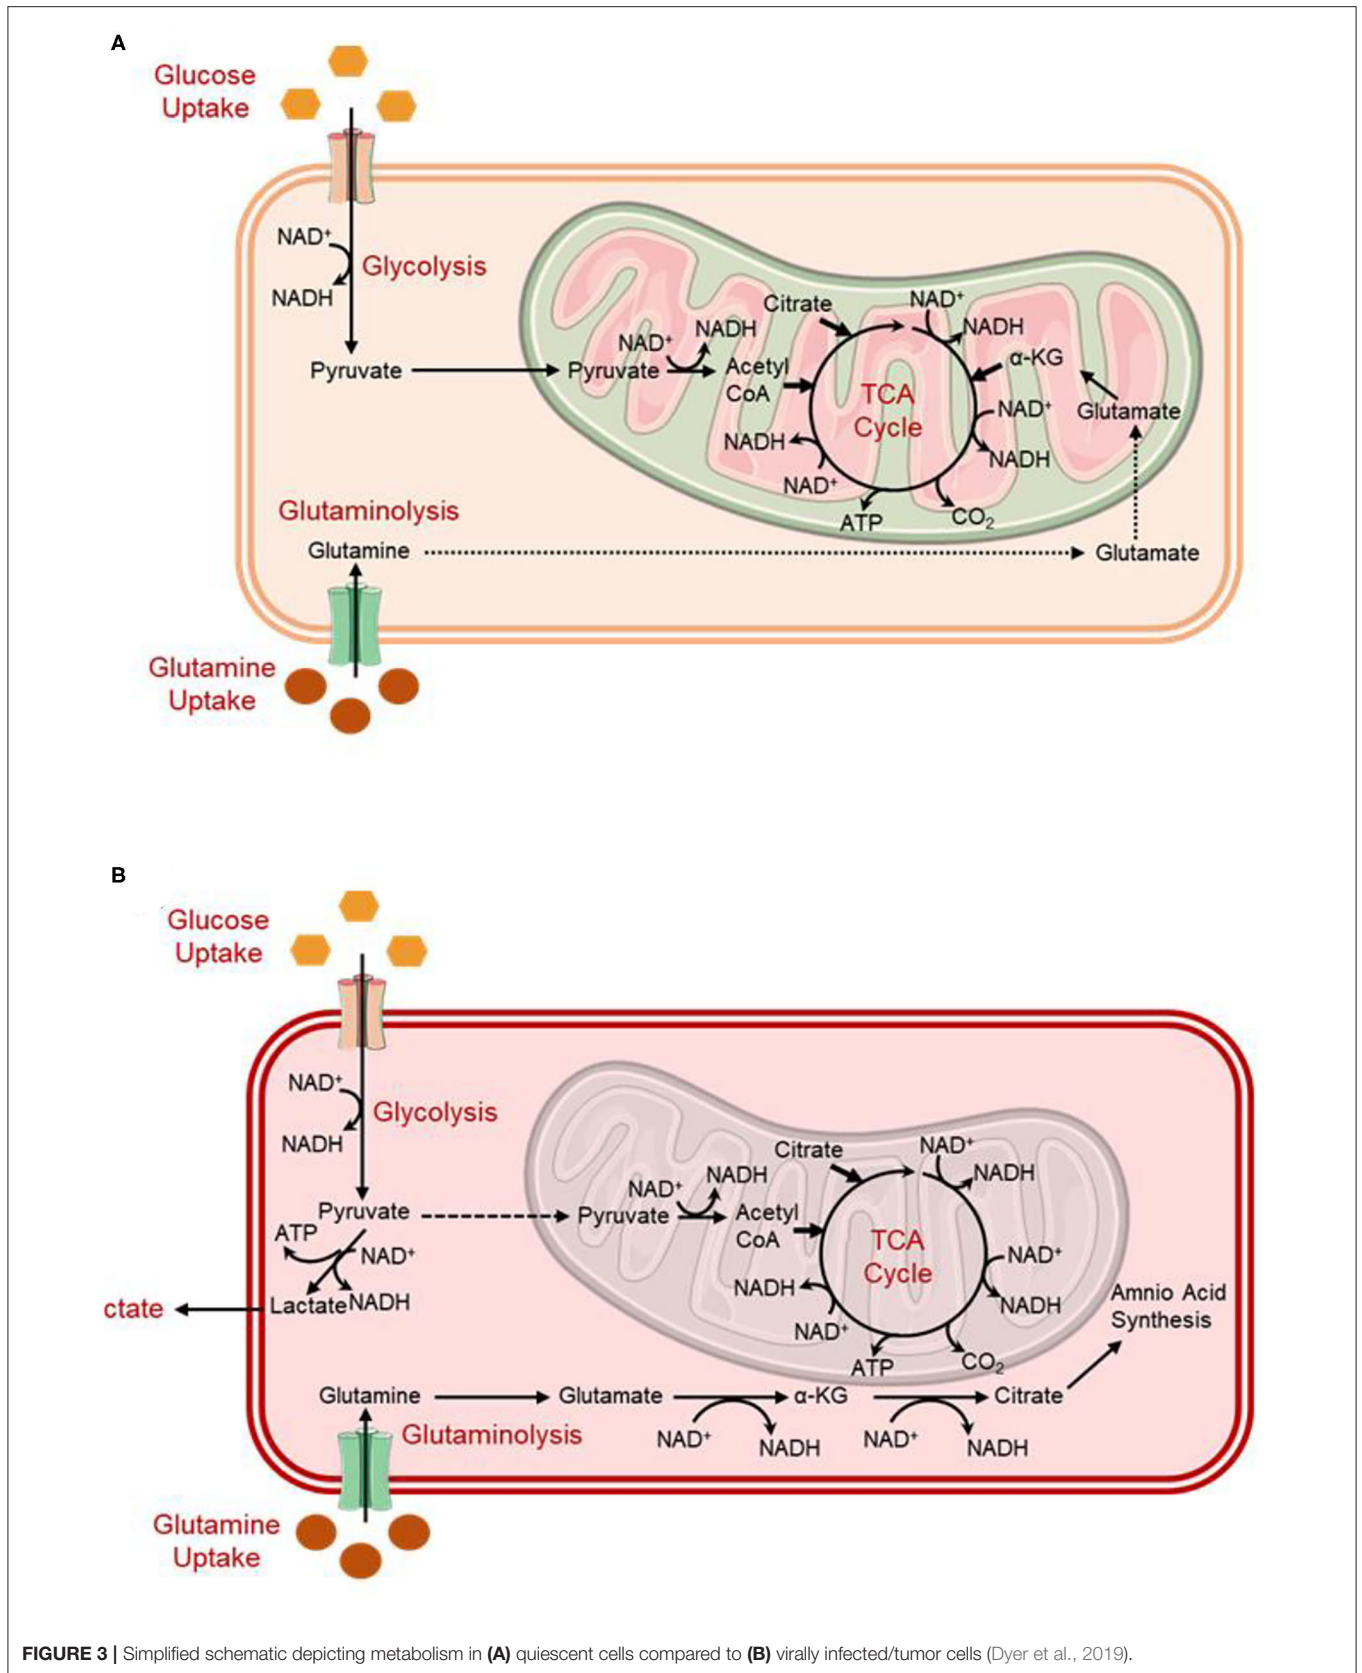 A
Glucose
Uptake
NAD⁺
Glycolysis
NADH
Pyruvate
Pyruvate
NAD⁺
NADH
Acetyl
CoA
Citrate
NAD⁺
NADH
α-KG
Glutamate
TCA
Cycle
NAD⁺
NADH
NADH
NAD⁺
ATP
CO₂
Glutaminolysis
Glutamine
Glutamate
Glutamine
Uptake
B
Glucose
Uptake
NAD⁺
Glycolysis
NADH
Pyruvate
ATP
NAD⁺
Lactate
NADH
ctate
Pyruvate
NAD⁺
NADH
Acetyl
CoA
Citrate
NAD⁺
NADH
TCA
Cycle
NAD⁺
NADH
NADH
NAD⁺
ATP
CO₂
Amnio Acid
Synthesis
Glutamine
Glutamate
α-KG
Citrate
Glutaminolysis
NAD⁺
NADH
NAD⁺
NADH
Glutamine
Uptake
FIGURE 3 | Simplified schematic depicting metabolism in (A) quiescent cells compared to (B) virally infected/tumor cells (Dyer et al., 2019).